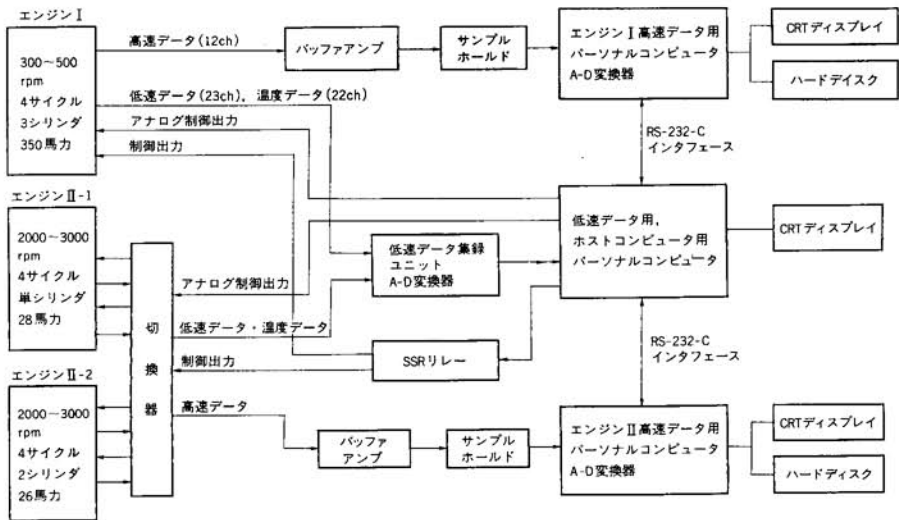 エンジンⅠ
300～500
rpm
4サイクル
3シリンダ
350馬力
高速データ(12ch)
バッファアンプ
サンプル
ホールド
エンジンⅠ高速データ用
パーソナルコンピュータ
A-D変換器
CRTディスプレイ
ハードデイスク
低速データ(23ch), 温度データ(22ch)
アナログ制御出力
制御出力
RS-232-C
インタフェース
エンジンⅡ-1
2000～3000
rpm
4サイクル
単シリンダ
28馬力
切
換
器
アナログ制御出力
低速データ・温度データ
制御出力
高速データ
低速データ集録
ユニット
A-D変換器
SSRリレー
低速データ用,
ホストコンピュータ用
パーソナルコンピュータ
CRTディスプレイ
RS-232-C
インタフェース
エンジンⅡ-2
2000～3000
rpm
4サイクル
2シリンダ
26馬力
バッファ
アンプ
サンプル
ホールド
エンジンⅡ高速データ用
パーソナルコンピュータ
A-D変換器
CRTディスプレイ
ハードディスク